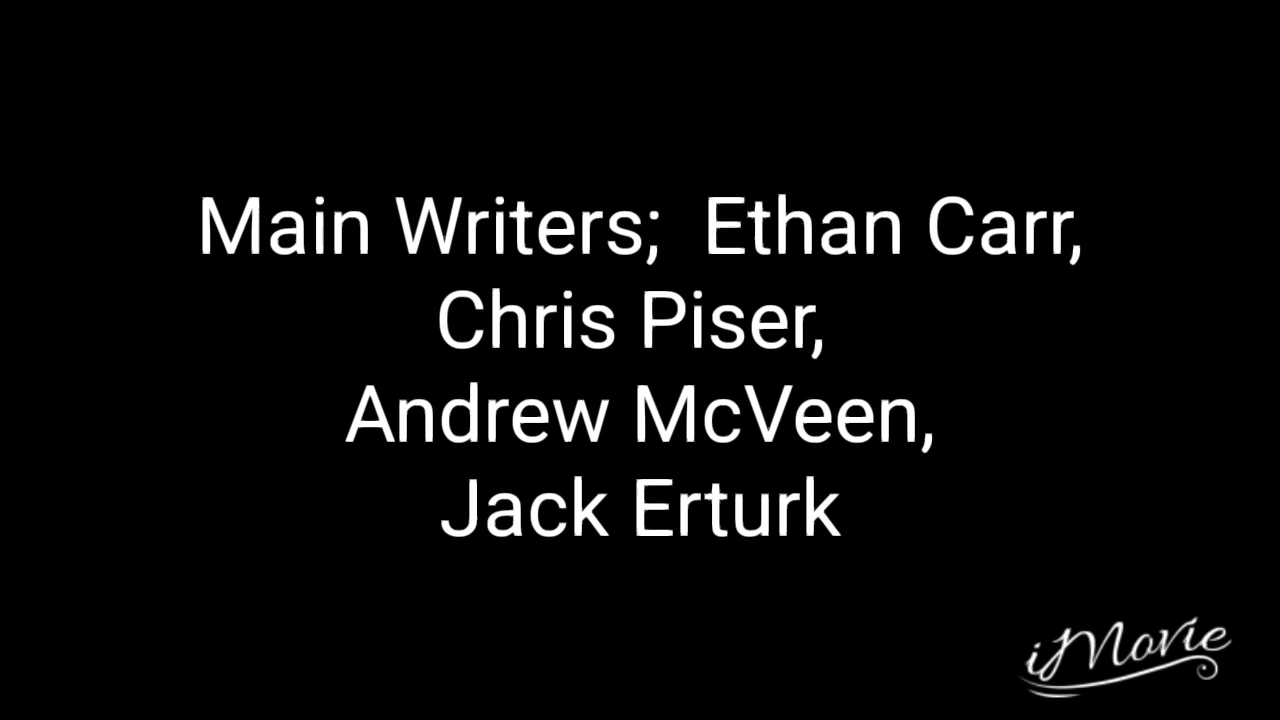 Main Writers;  Ethan Carr,
Chris Piser,
Andrew McVeen,
Jack Erturk
iMovie